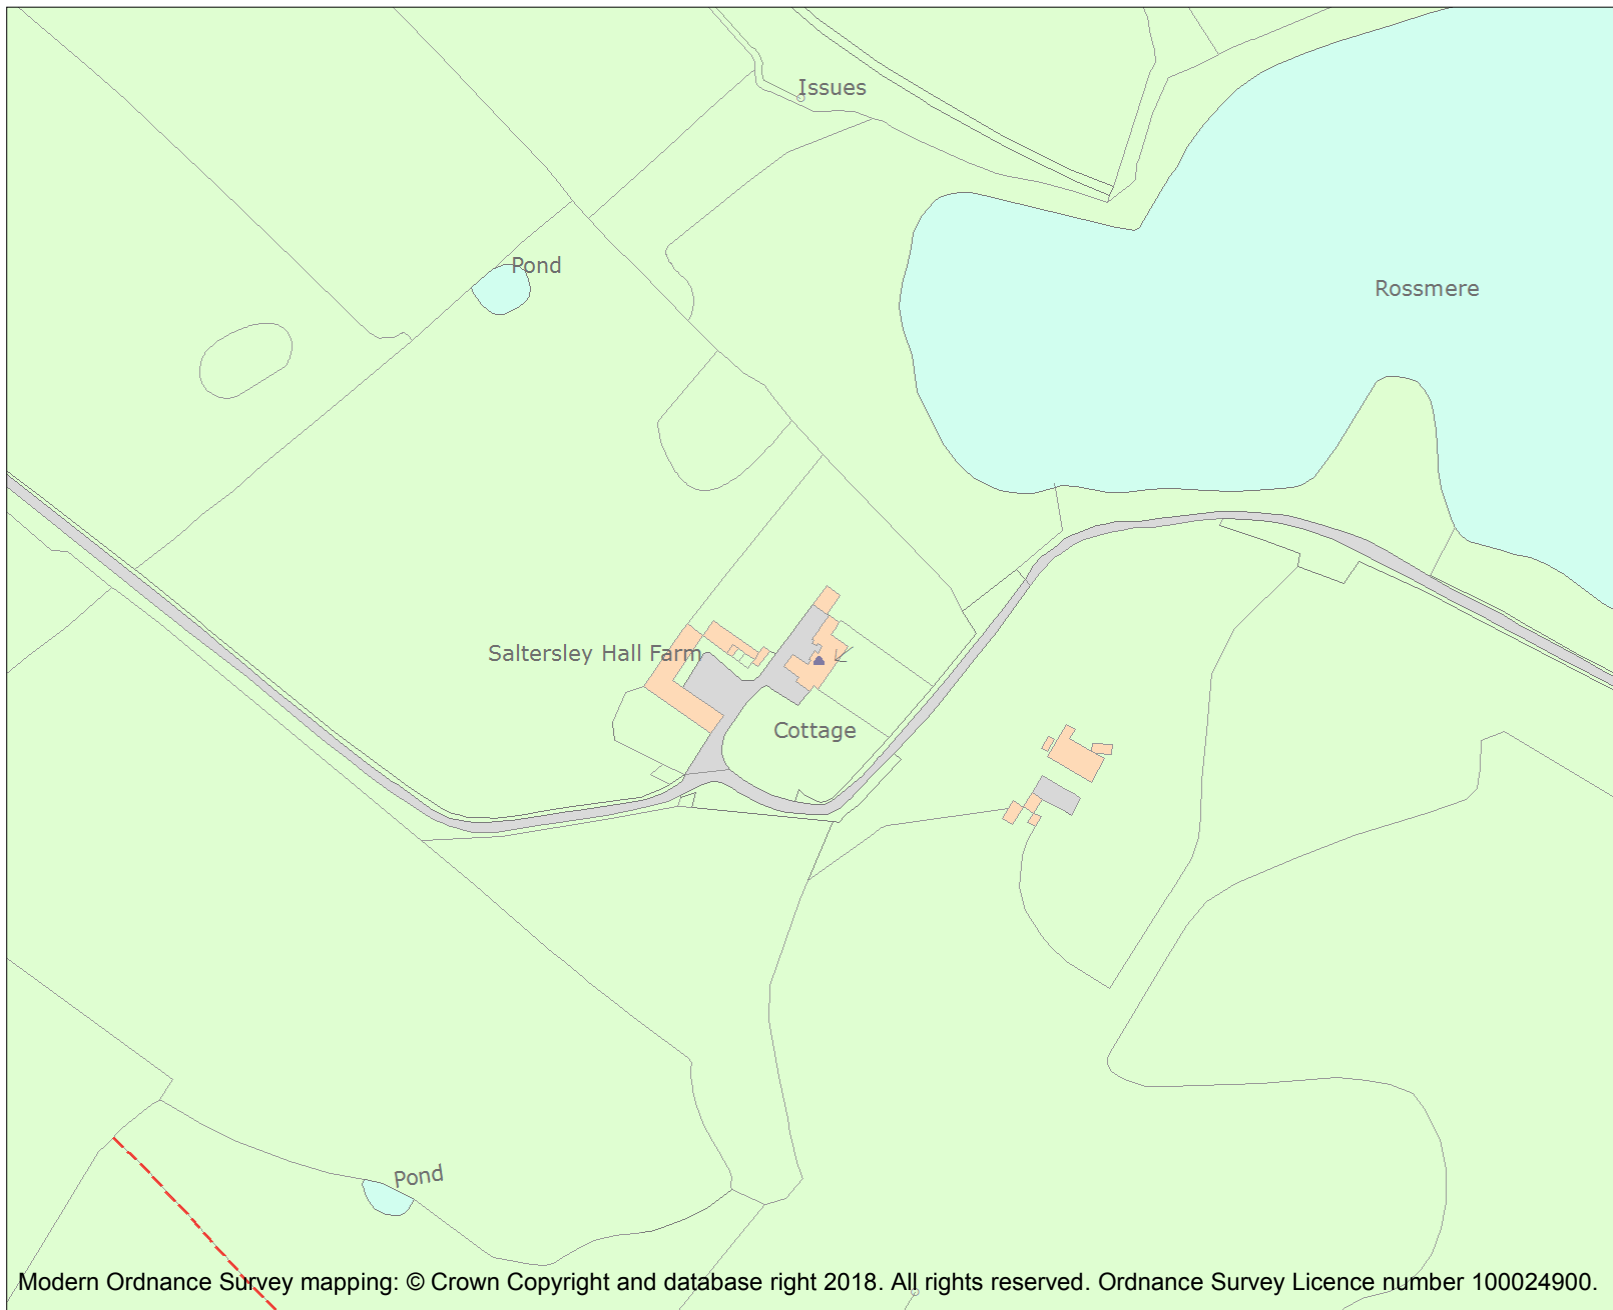 Issues
Pond
Rossmere
Saltersley Hall Farm
Cottage
Pond
Modern Ordnance Survey mapping: © Crown Copyright and database right 2018. All rights reserved. Ordnance Survey Licence number 100024900.